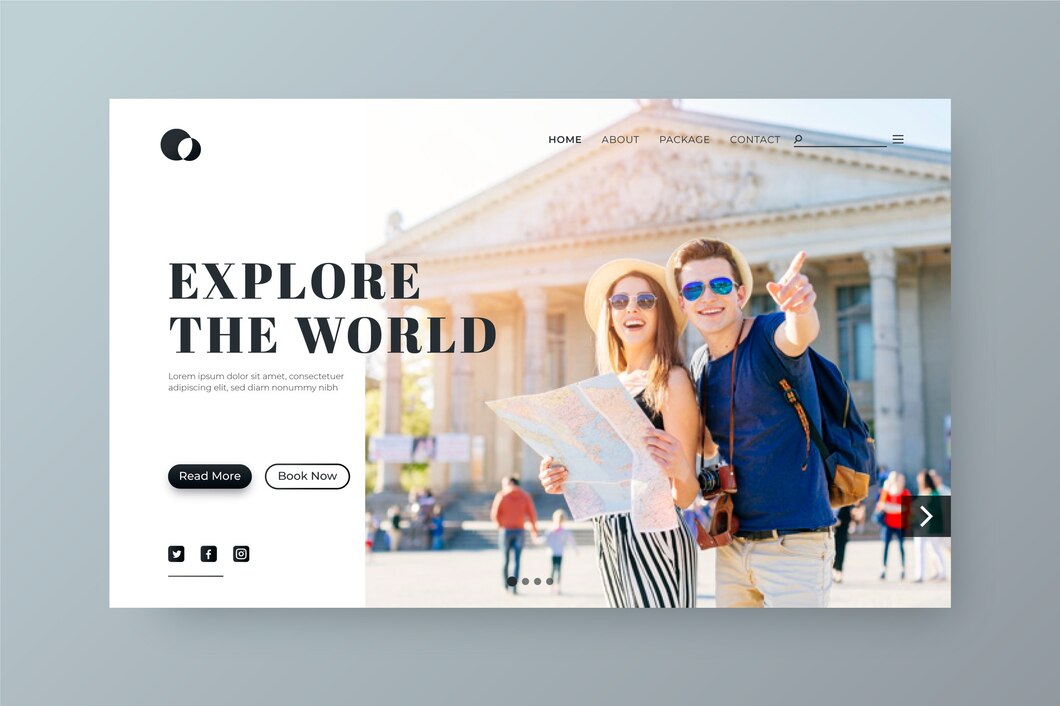 HOME ABOUT PACKAGE CONTACT
EXPLORE
THE WORLD
Lorem ipsum dolor sit amet, consectetuer
adipiscing elit, sed diam nonummy nibh
Read More Book Now